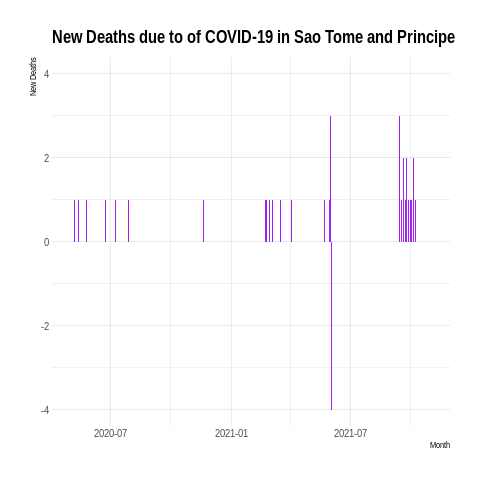 New Deaths due to of COVID-19 in Sao Tome and Principe
New Deaths
4
2
0
-2
-4
2020-07
2021-01
2021-07
Month